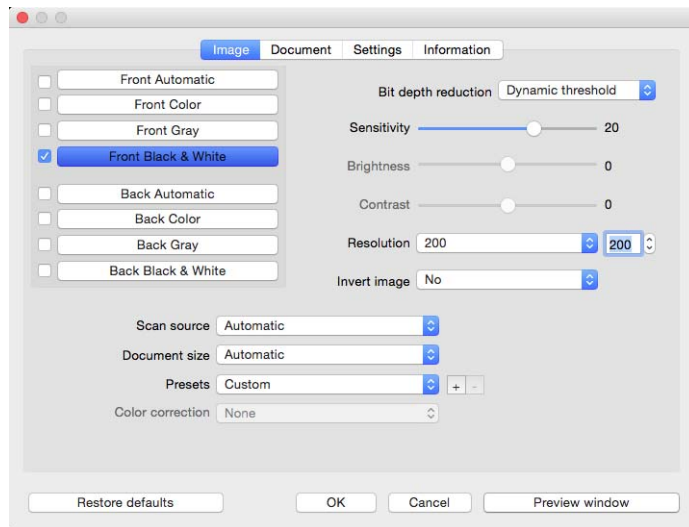 Image Document Settings Information
Front Automatic
Front Color
Front Gray
Front Black & White
Back Automatic
Back Color
Back Gray
Back Black & White
Bit depth reduction Dynamic threshold
Sensitivity 20
Brightness 0
Contrast 0
Resolution 200 200
Invert image No
Scan source Automatic
Document size Automatic
Presets Custom + -
Color correction None
Restore defaults OK Cancel Preview window